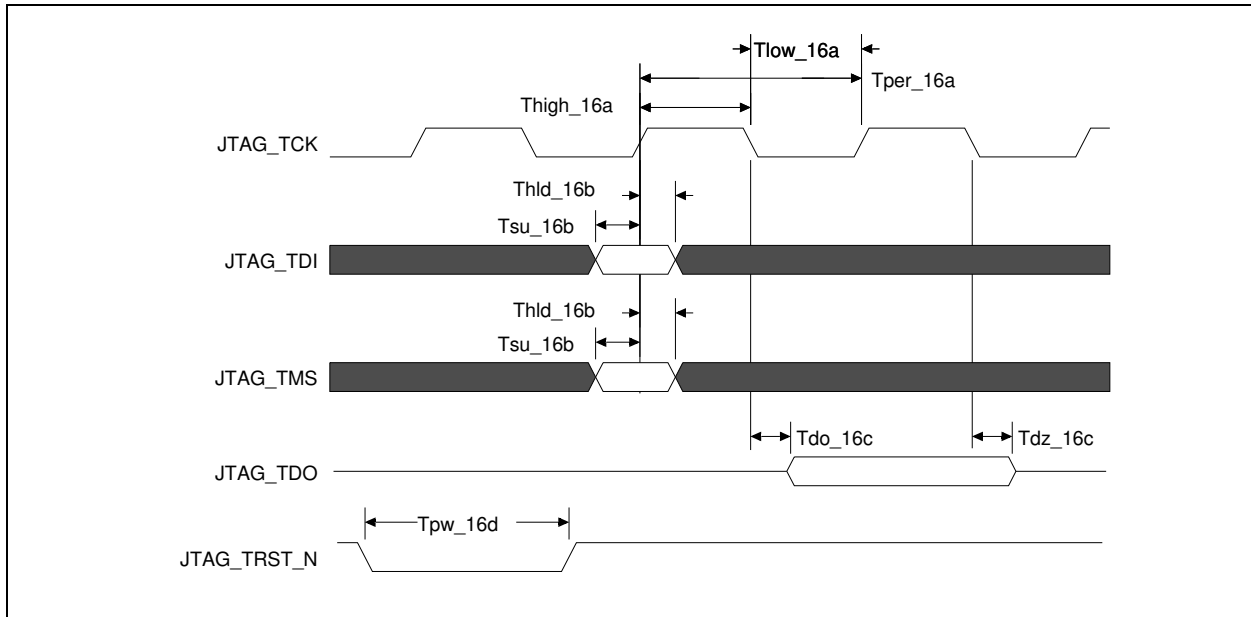 Tlow_16a
Tper_16a
Thigh_16a
JTAG_TCK
Thld_16b
Tsu_16b
JTAG_TDI
Thld_16b
Tsu_16b
JTAG_TMS
Tdo_16c
Tdz_16c
JTAG_TDO
Tpw_16d
JTAG_TRST_N